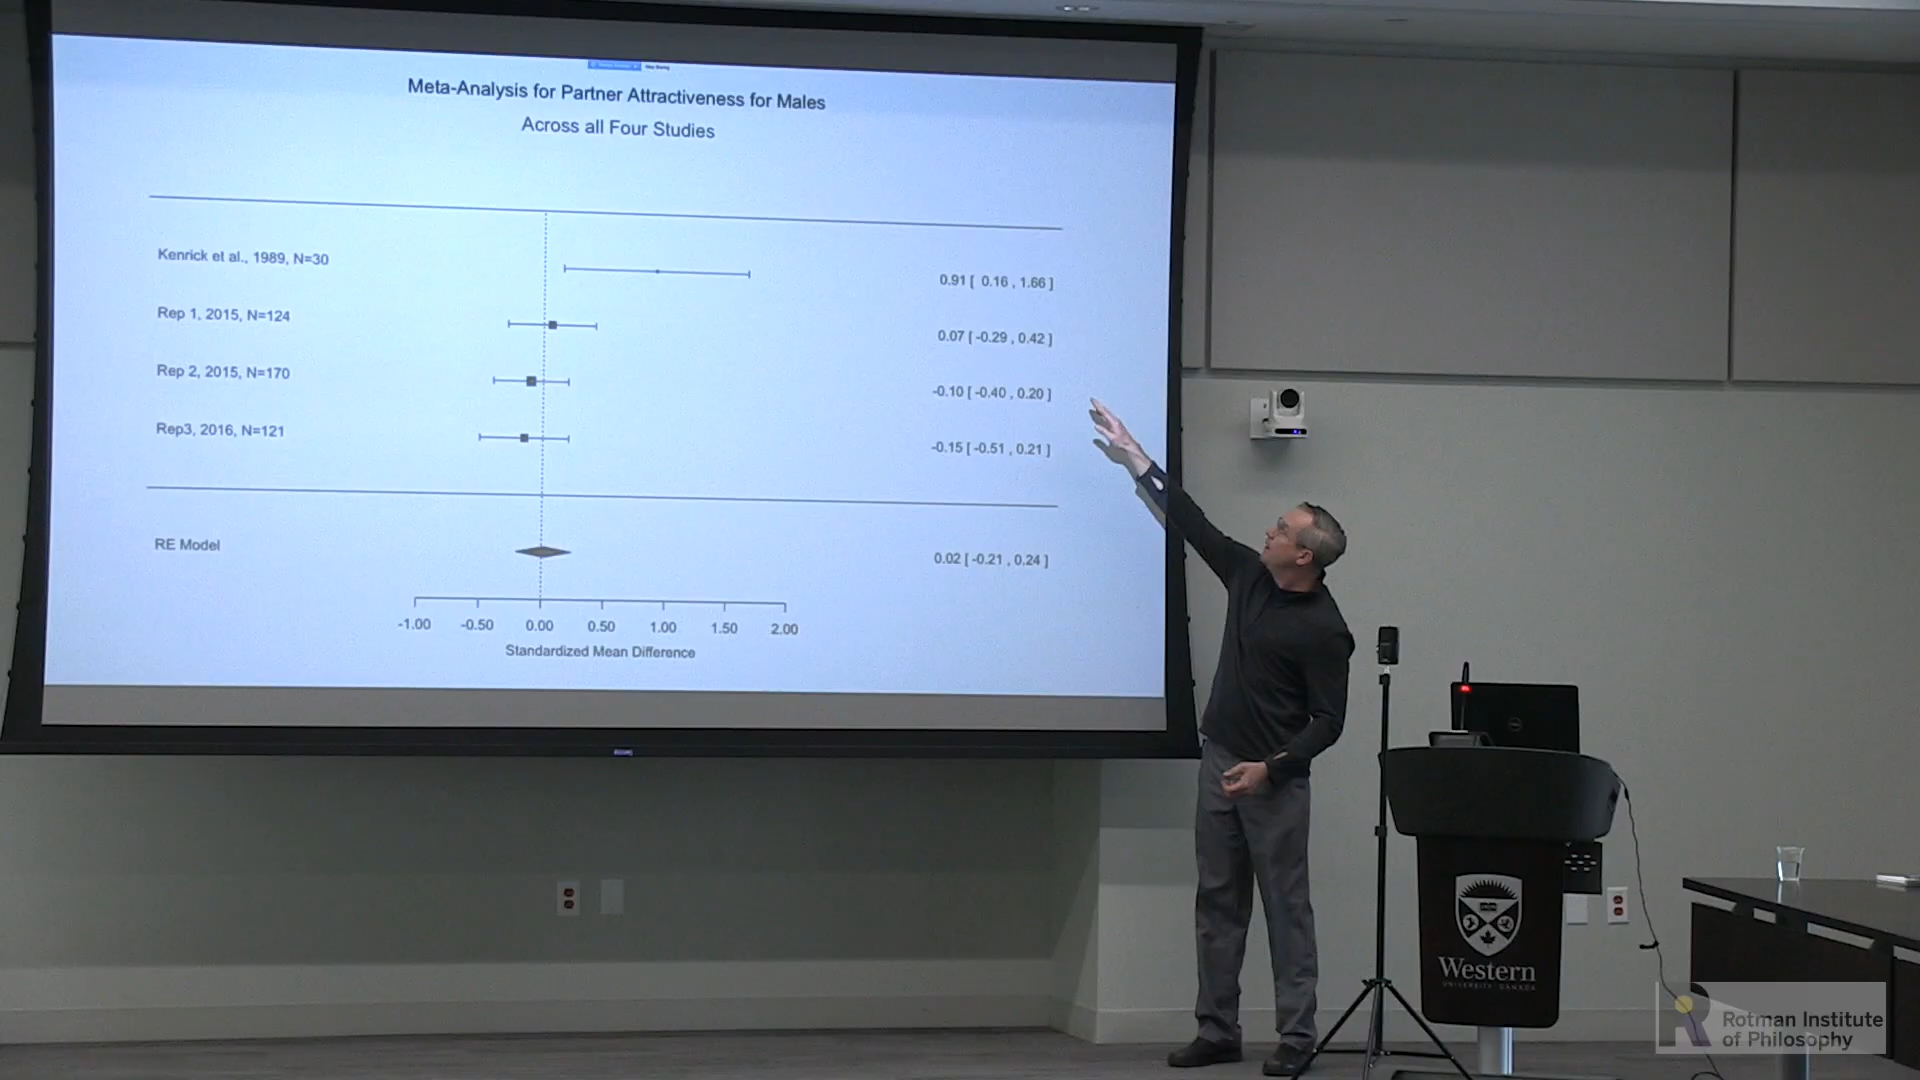 Meta-Analysis for Partner Attractiveness for Males
Across all Four Studies
Kenrick et al., 1989, N=30
0.91 [ 0.16 , 1.66 ]
Rep 1, 2015, N=124
0.07 [ -0.29 , 0.42 ]
Rep 2, 2015, N=170
-0.10 [ -0.40 , 0.20 ]
Rep3, 2016, N=121
-0.15 [ -0.51 , 0.21 ]
RE Model
0.02 [ -0.21 , 0.24 ]
-1.00 -0.50 0.00 0.50 1.00 1.50 2.00
Standardized Mean Difference
Western
UNIVERSITY · CANADA
Rotman Institute
of Philosophy